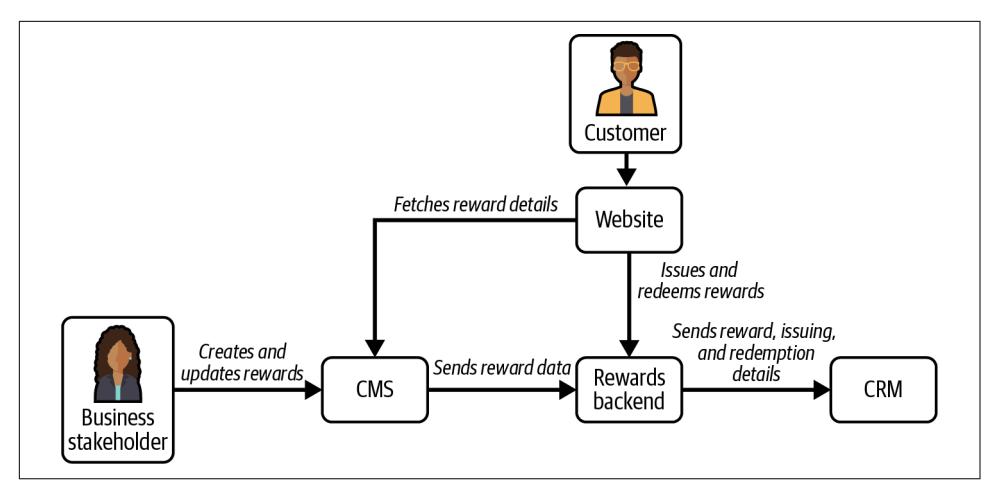 Customer
Fetches reward details
Website
Issues and
redeems rewards
Sends reward, issuing,
and redemption
details
Creates and
updates rewards
CMS
Sends reward data
Rewards
backend
CRM
Business
stakeholder